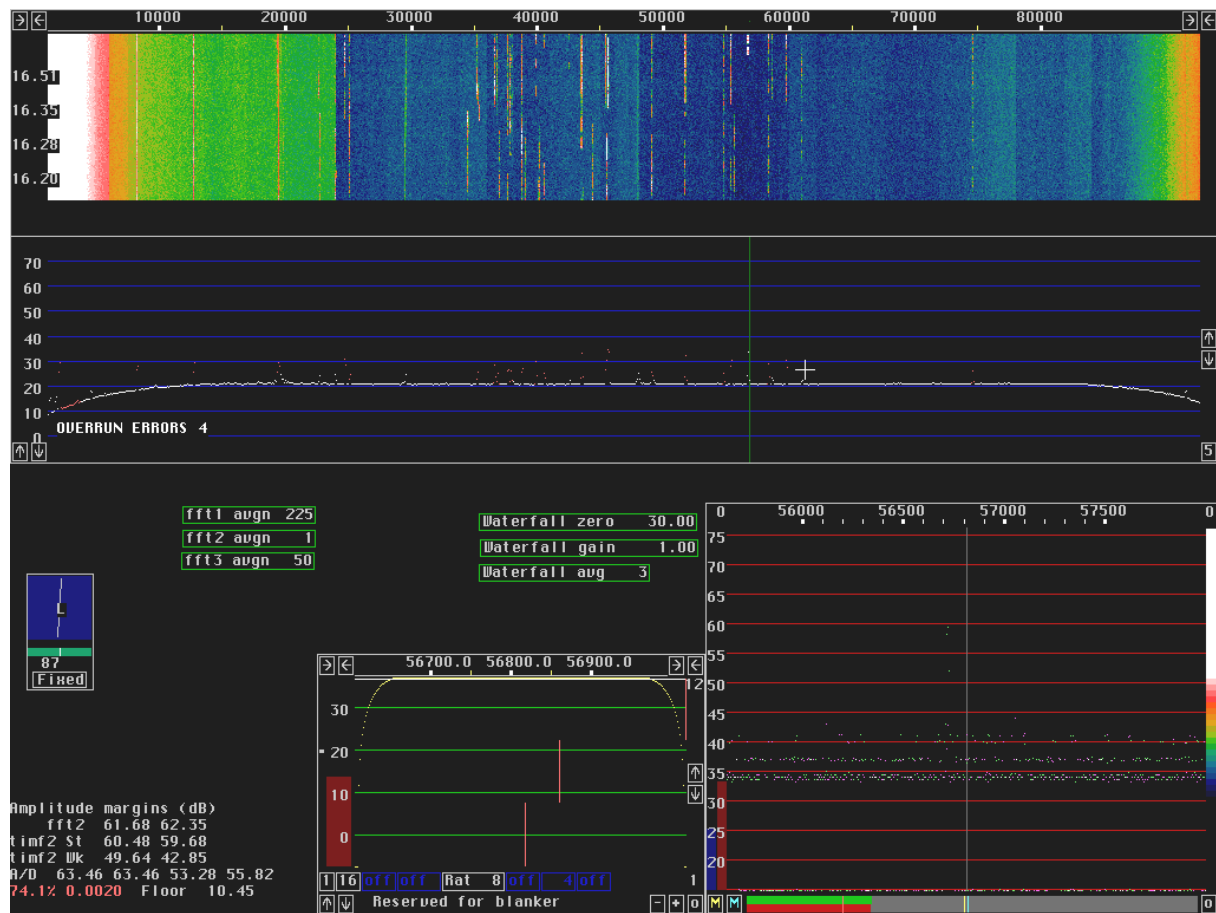 10000 20000 30000 40000 50000 60000 70000 80000
16.51
16.35
16.28
16.20
70
60
50
40
30
20
10
0
OVERRUN ERRORS 4
5
fft1 avgn 225
fft2 avgn 1
fft3 avgn 50
Waterfall zero 30.00
Waterfall gain 1.00
Waterfall avg 3
L
87
Fixed
0 56000 56500 57000 57500 0
75
70
65
60
55
50
45
40
35
30
25
20
M M 0
56700.0 56800.0 56900.0
12
30
20
10
0
1 16 off off Rat 8 off 4 off 1
Reserved for blanker - + o
Amplitude margins (dB)
fft2 61.68 62.35
timf2 St 60.48 59.68
timf2 Wk 49.64 42.85
A/D 63.46 63.46 53.28 55.82
74.1% 0.0020 Floor 10.45